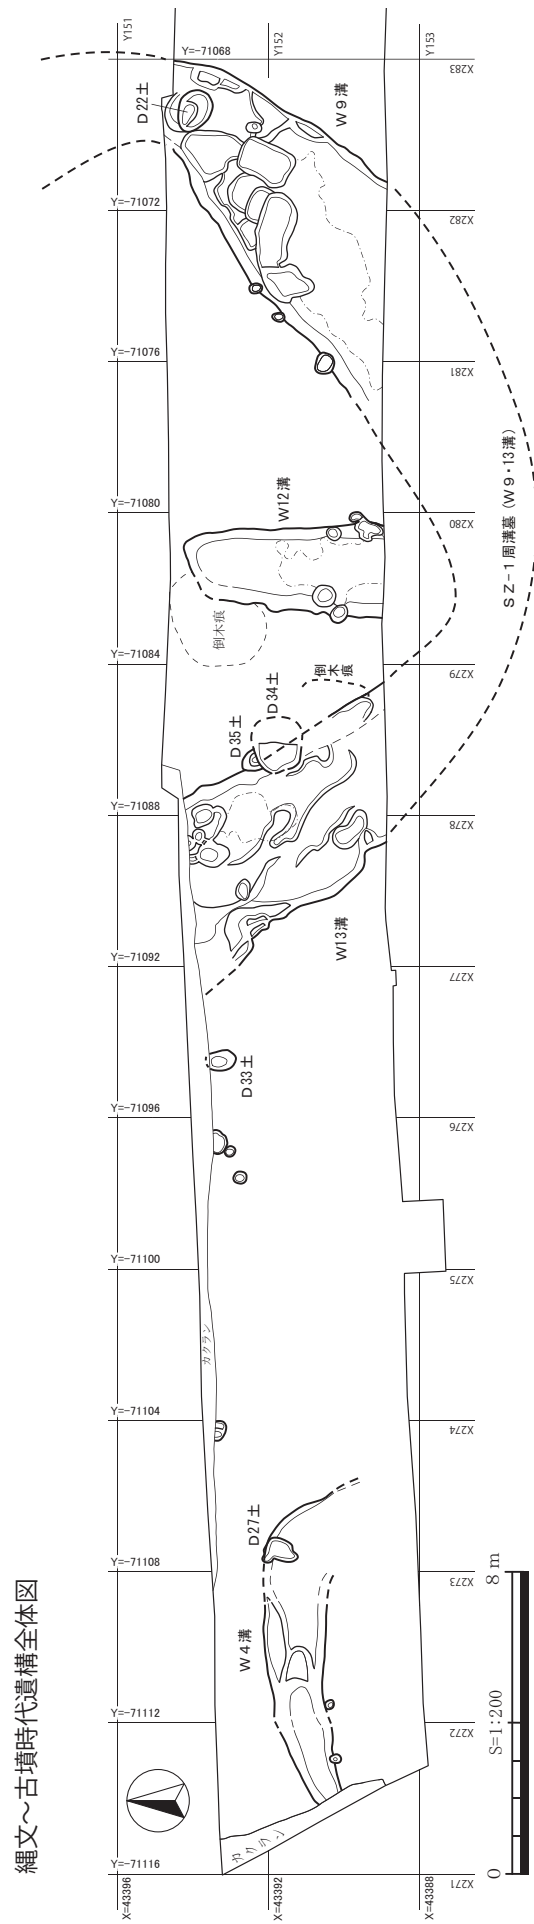 縄文～古墳時代遺構全体図
Y151
Y152
Y153
Y=-71068
Y=-71072
Y=-71076
Y=-71080
Y=-71084
Y=-71088
Y=-71092
Y=-71096
Y=-71100
Y=-71104
Y=-71108
Y=-71112
Y=-71116
X283
X282
X281
X280
X279
X278
X277
X276
X275
X274
X273
X272
X271
X=43396
X=43392
X=43388
D22土
W9溝
W12溝
SZ-1周溝墓（W9・13溝）
倒木痕
倒木痕
D34土
D35土
W13溝
D33土
カクラン
D27土
W4溝
カクラン
0 S=1:200 8m